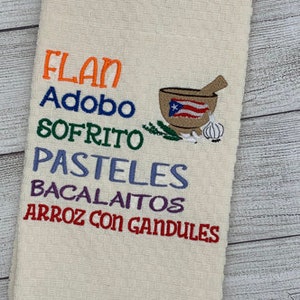 FLAN
Adobo
SOFRITO
PASTELES
BACALAITOS
ARROZ CON GANDULES